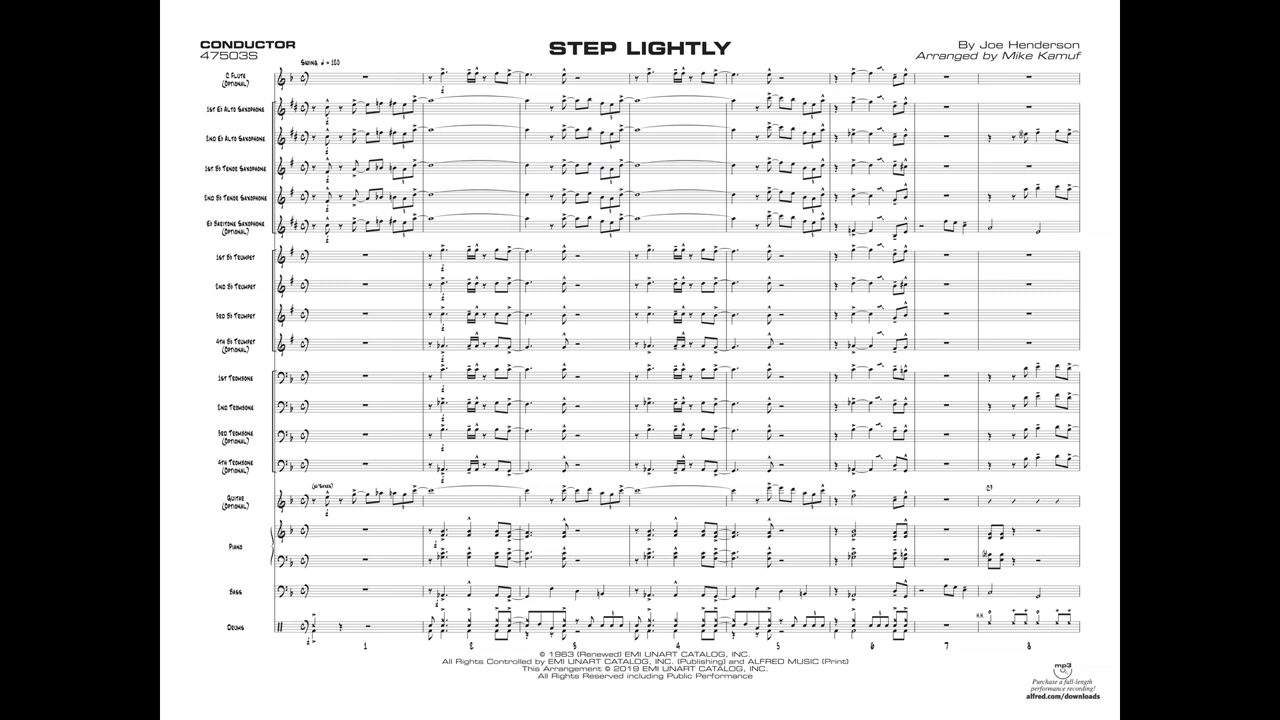 CONDUCTOR
47503S
STEP LIGHTLY
By Joe Henderson
Arranged by Mike Kamuf
SWING ♩ = 150
C FLUTE
(OPTIONAL)
1ST E♭ ALTO SAXOPHONE
2ND E♭ ALTO SAXOPHONE
1ST B♭ TENOR SAXOPHONE
2ND B♭ TENOR SAXOPHONE
E♭ BARITONE SAXOPHONE
(OPTIONAL)
1ST B♭ TRUMPET
2ND B♭ TRUMPET
3RD B♭ TRUMPET
4TH B♭ TRUMPET
(OPTIONAL)
1ST TROMBONE
2ND TROMBONE
3RD TROMBONE
(OPTIONAL)
4TH TROMBONE
(OPTIONAL)
GUITAR
(OPTIONAL)
PIANO
BASS
DRUMS
1 2 3 4 5 6 7 8
© 1963 (Renewed) EMI UNART CATALOG, INC.
All Rights Controlled by EMI UNART CATALOG, INC. (Publishing) and ALFRED MUSIC (Print)
This Arrangement © 2019 EMI UNART CATALOG, INC.
All Rights Reserved including Public Performance
mp3
Purchase a full-length
performance recording!
alfred.com/downloads